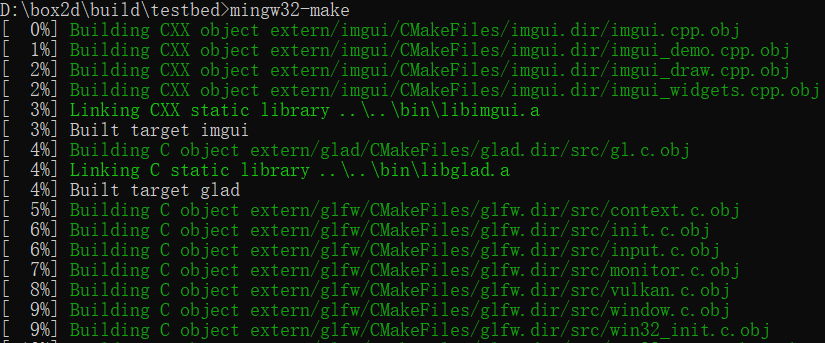 D:\box2d\build\testbed>mingw32-make
[  0%] Building CXX object extern/imgui/CMakeFiles/imgui.dir/imgui.cpp.obj
[  1%] Building CXX object extern/imgui/CMakeFiles/imgui.dir/imgui_demo.cpp.obj
[  2%] Building CXX object extern/imgui/CMakeFiles/imgui.dir/imgui_draw.cpp.obj
[  2%] Building CXX object extern/imgui/CMakeFiles/imgui.dir/imgui_widgets.cpp.obj
[  3%] Linking CXX static library ..\..\bin\libimgui.a
[  3%] Built target imgui
[  4%] Building C object extern/glad/CMakeFiles/glad.dir/src/gl.c.obj
[  4%] Linking C static library ..\..\bin\libglad.a
[  4%] Built target glad
[  5%] Building C object extern/glfw/CMakeFiles/glfw.dir/src/context.c.obj
[  6%] Building C object extern/glfw/CMakeFiles/glfw.dir/src/init.c.obj
[  6%] Building C object extern/glfw/CMakeFiles/glfw.dir/src/input.c.obj
[  7%] Building C object extern/glfw/CMakeFiles/glfw.dir/src/monitor.c.obj
[  8%] Building C object extern/glfw/CMakeFiles/glfw.dir/src/vulkan.c.obj
[  9%] Building C object extern/glfw/CMakeFiles/glfw.dir/src/window.c.obj
[  9%] Building C object extern/glfw/CMakeFiles/glfw.dir/src/win32_init.c.obj